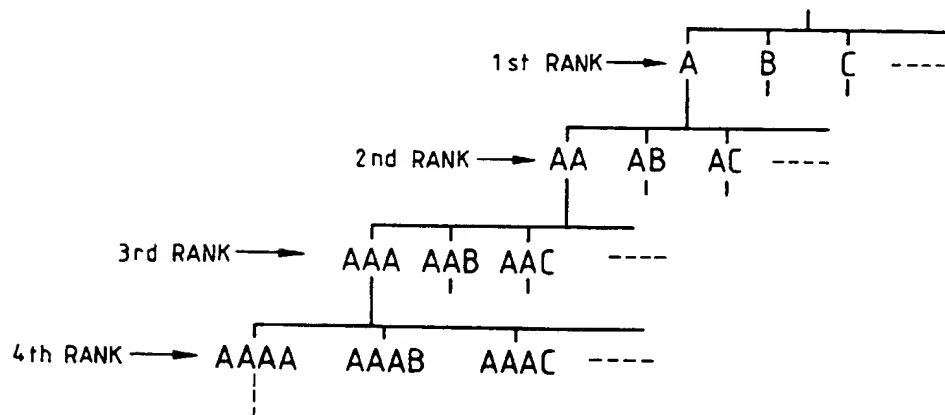 1st RANK A B C
2nd RANK AA AB AC
3rd RANK AAA AAB AAC
4th RANK AAAA AAAB AAAC